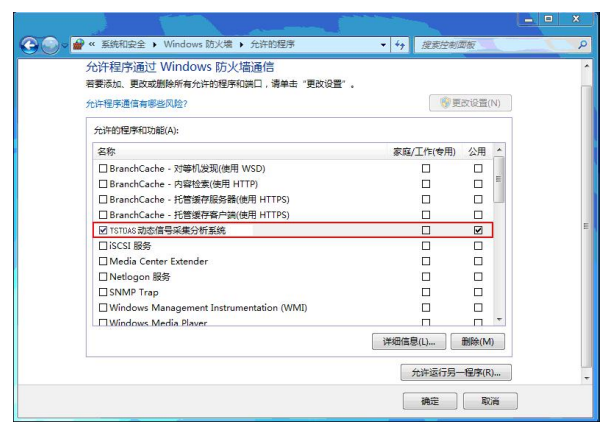 « 系统和安全 ▸ Windows 防火墙 ▸ 允许的程序
搜索控制面板
允许程序通过 Windows 防火墙通信
若要添加、更改或删除所有允许的程序和端口，请单击“更改设置”。
允许程序通信有哪些风险?
更改设置(N)
允许的程序和功能(A):
名称 家庭/工作(专用) 公用
BranchCache - 对等机发现(使用 WSD)
BranchCache - 内容检索(使用 HTTP)
BranchCache - 托管缓存服务器(使用 HTTPS)
BranchCache - 托管缓存客户端(使用 HTTPS)
TSTDAS动态信号采集分析系统
iSCSI 服务
Media Center Extender
Netlogon 服务
SNMP Trap
Windows Management Instrumentation (WMI)
Windows Media Player
详细信息(L)... 删除(M)
允许运行另一程序(R)...
确定 取消